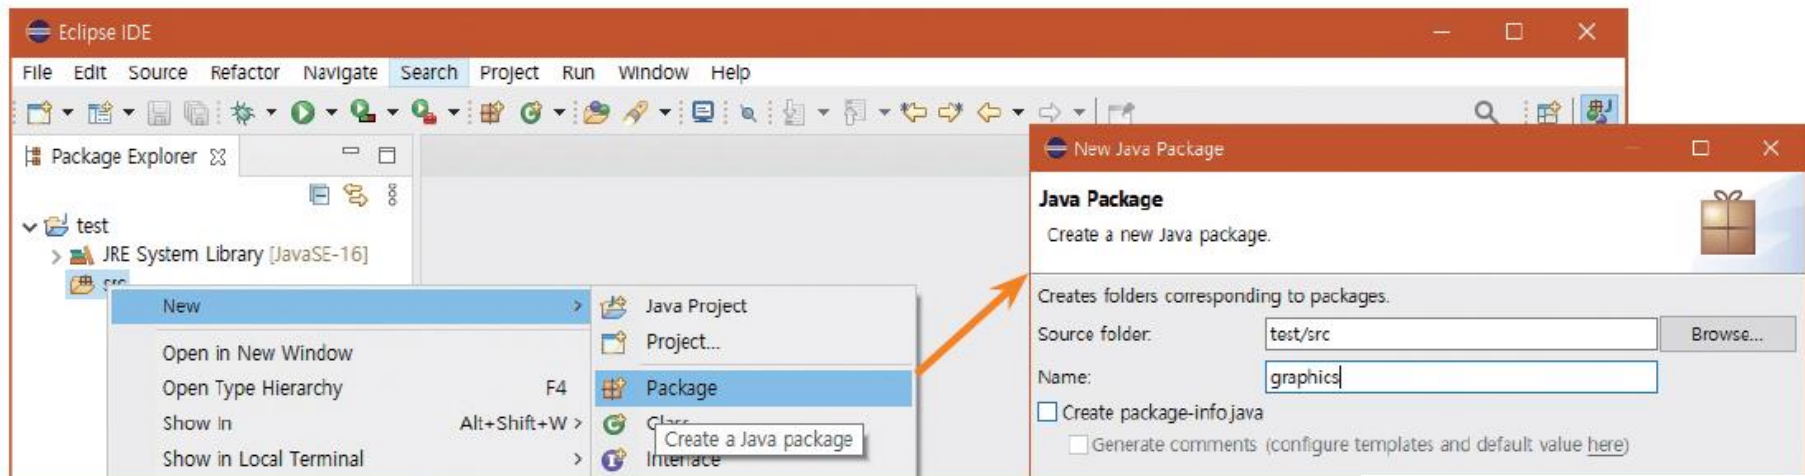 Eclipse IDE
File Edit Source Refactor Navigate Search Project Run Window Help
Package Explorer
test
JRE System Library [JavaSE-16]
src
New
Open in New Window
Open Type Hierarchy F4
Show In Alt+Shift+W >
Show in Local Terminal >
Java Project
Project...
Package
Class
Create a Java package
Interface
New Java Package
Java Package
Create a new Java package.
Creates folders corresponding to packages.
Source folder: test/src Browse...
Name: graphics
Create package-info.java
Generate comments (configure templates and default value here)